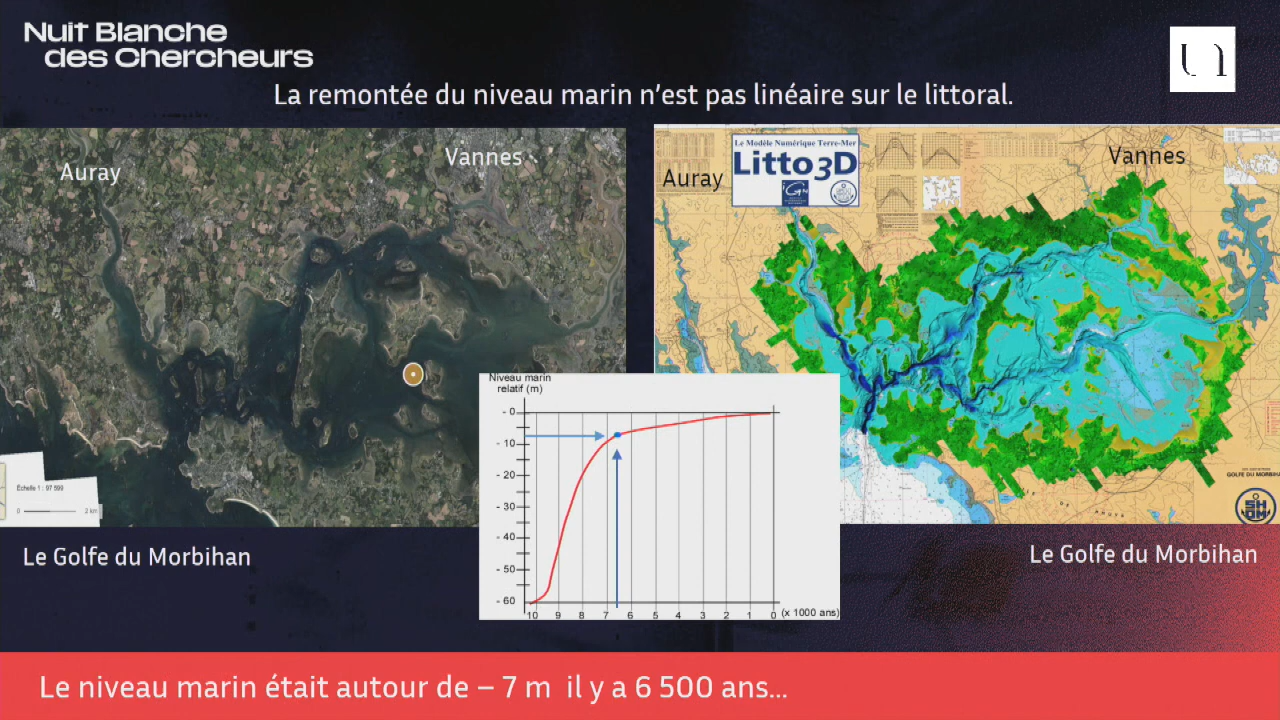 Nuit Blanche
des Chercheurs
La remontée du niveau marin n’est pas linéaire sur le littoral.
Auray
Vannes
Échelle 1 : 97 599
0
2 km
Le Modèle Numérique Terre-Mer
Litto3D
Auray
Vannes
GOLFE DU MORBIHA
SHOM
Niveau marin
relatif (m)
- 0
- 10
- 20
- 30
- 40
- 50
- 60
10 9 8 7 6 5 4 3 2 1 0 (x 1000 ans)
Le Golfe du Morbihan
Le Golfe du Morbihan
Le niveau marin était autour de – 7 m il y a 6 500 ans...